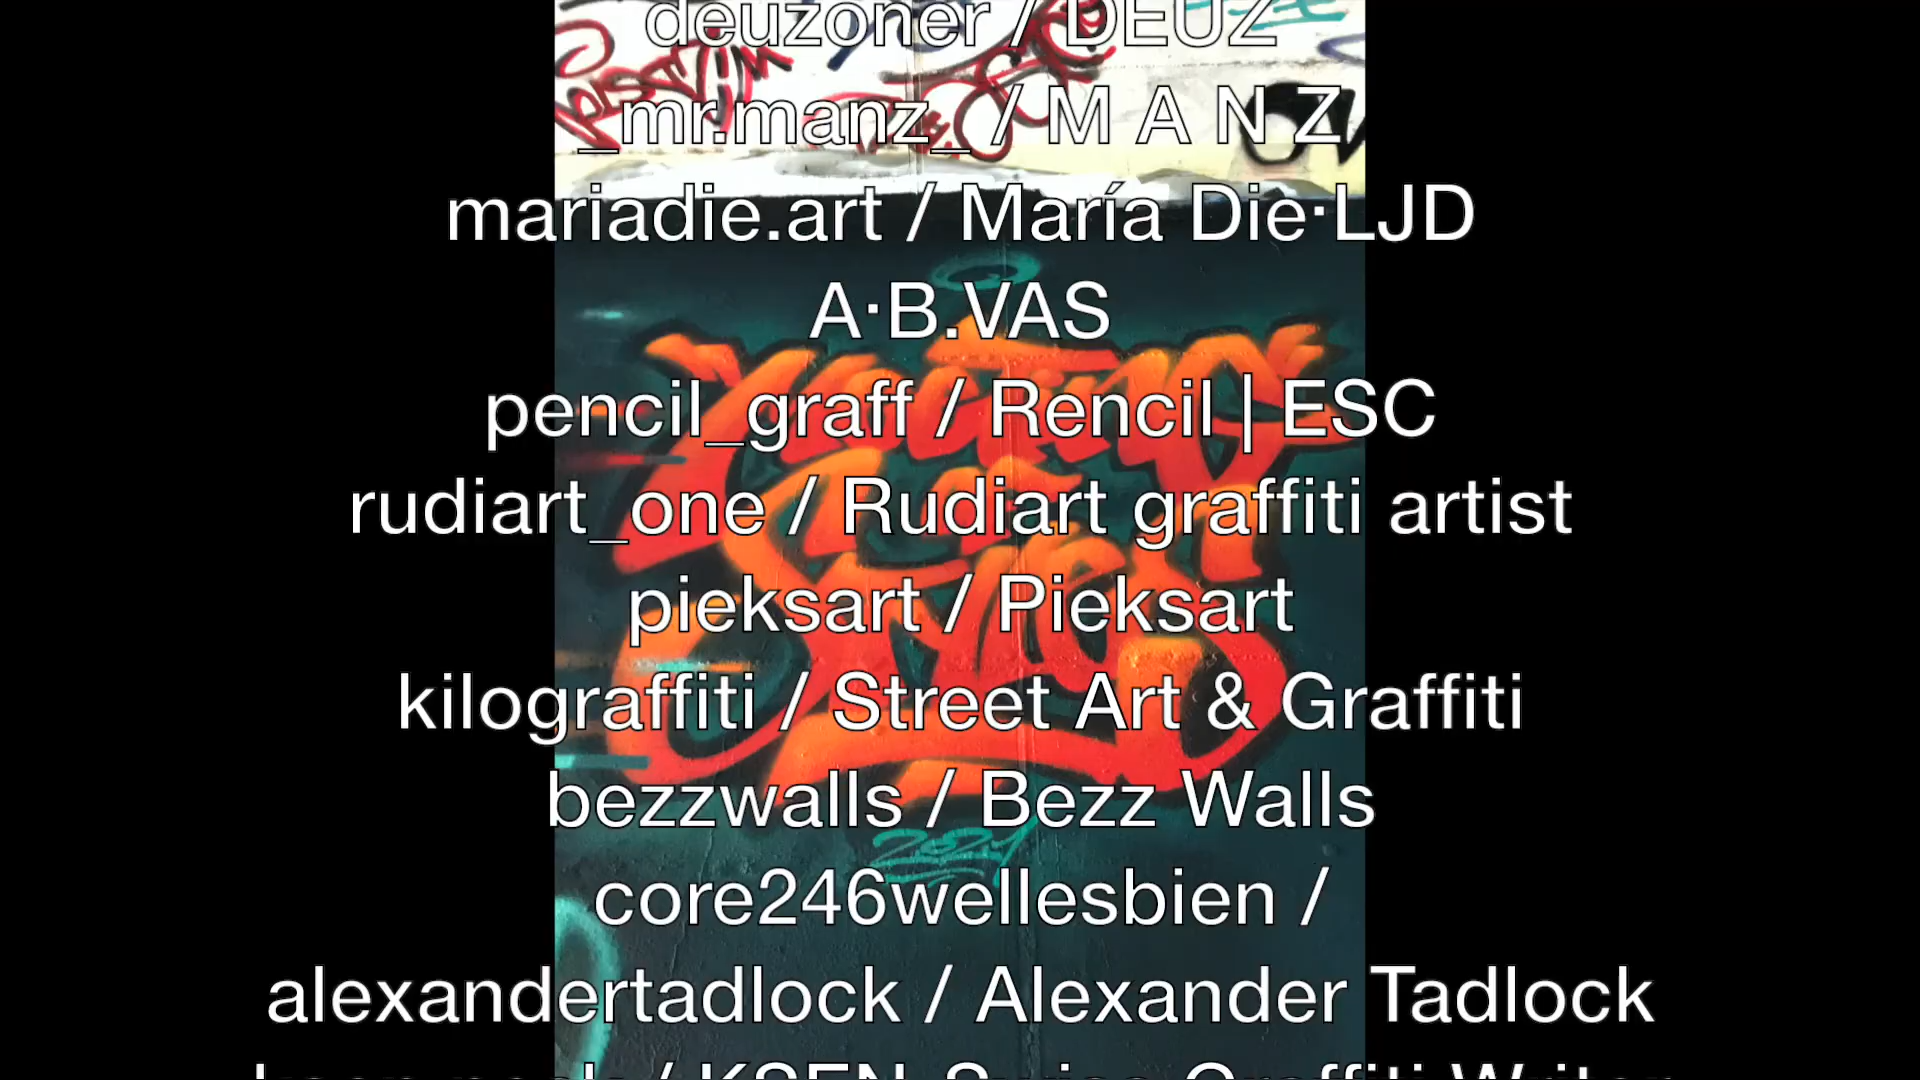 deuzoner / DEUZ
_mr.manz_ / M A N Z
mariadie.art / María Die·LJD
A·B.VAS
pencil_graff / Rencil | ESC
rudiart_one / Rudiart graffiti artist
pieksart / Pieksart
kilograffiti / Street Art & Graffiti
bezzwalls / Bezz Walls
2021
core246wellesbien /
alexandertadlock / Alexander Tadlock